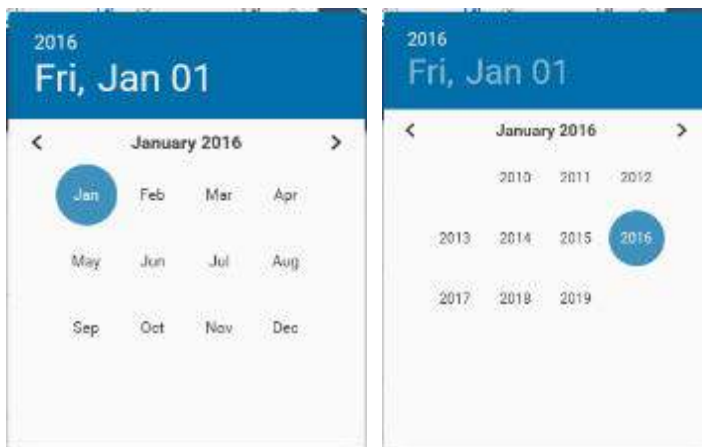 2016
Fri, Jan 01
January 2016
Jan Feb Mar Apr
May Jun Jul Aug
Sep Oct Nov Dec
2016
Fri, Jan 01
January 2016
2010 2011 2012
2013 2014 2015 2016
2017 2018 2019